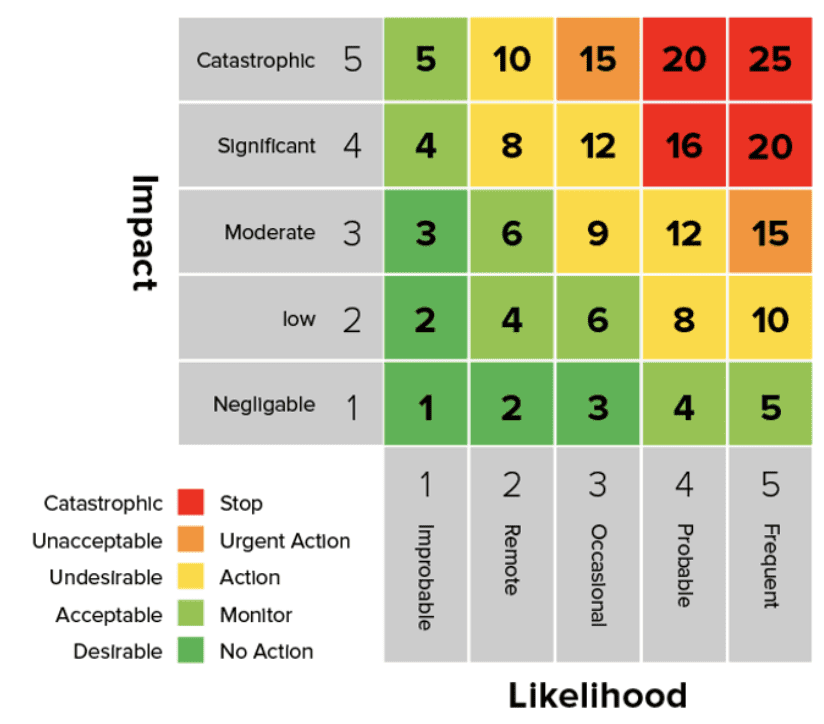 Impact
Catastrophic 5 5 10 15 20 25
Significant 4 4 8 12 16 20
Moderate 3 3 6 9 12 15
low 2 2 4 6 8 10
Negligable 1 1 2 3 4 5
1 2 3 4 5
Improbable Remote Occasional Probable Frequent
Likelihood
Catastrophic Stop
Unacceptable Urgent Action
Undesirable Action
Acceptable Monitor
Desirable No Action